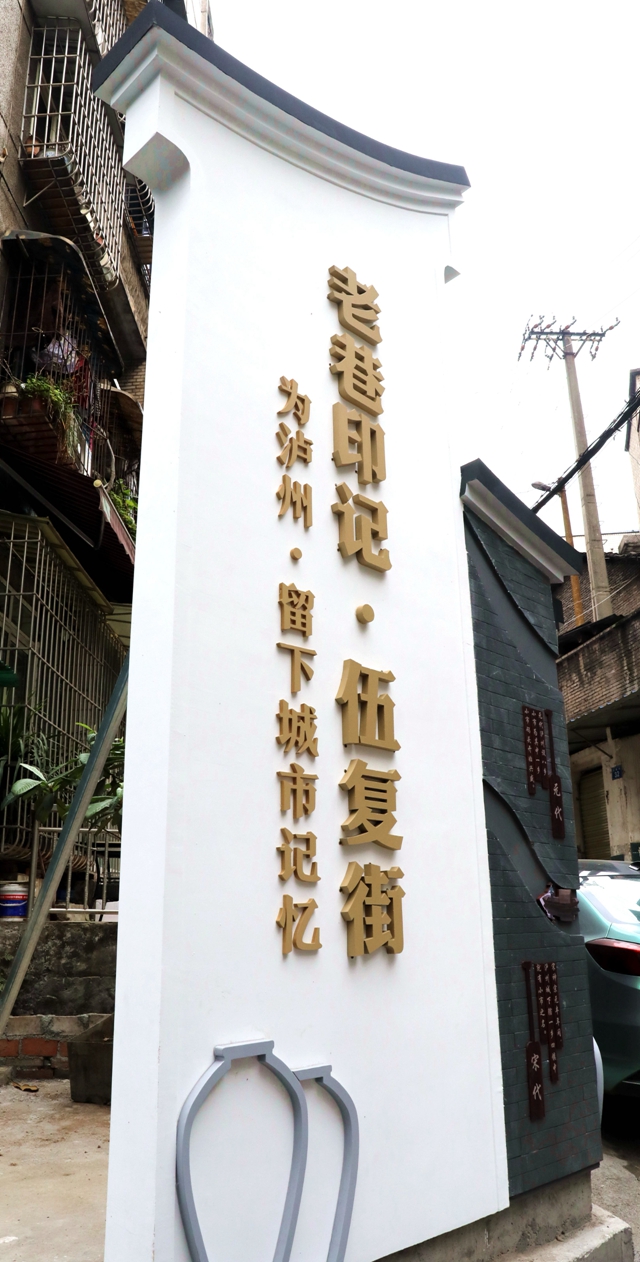 老巷印记·伍复街
为泸州·留下城市记忆
元代
宋代